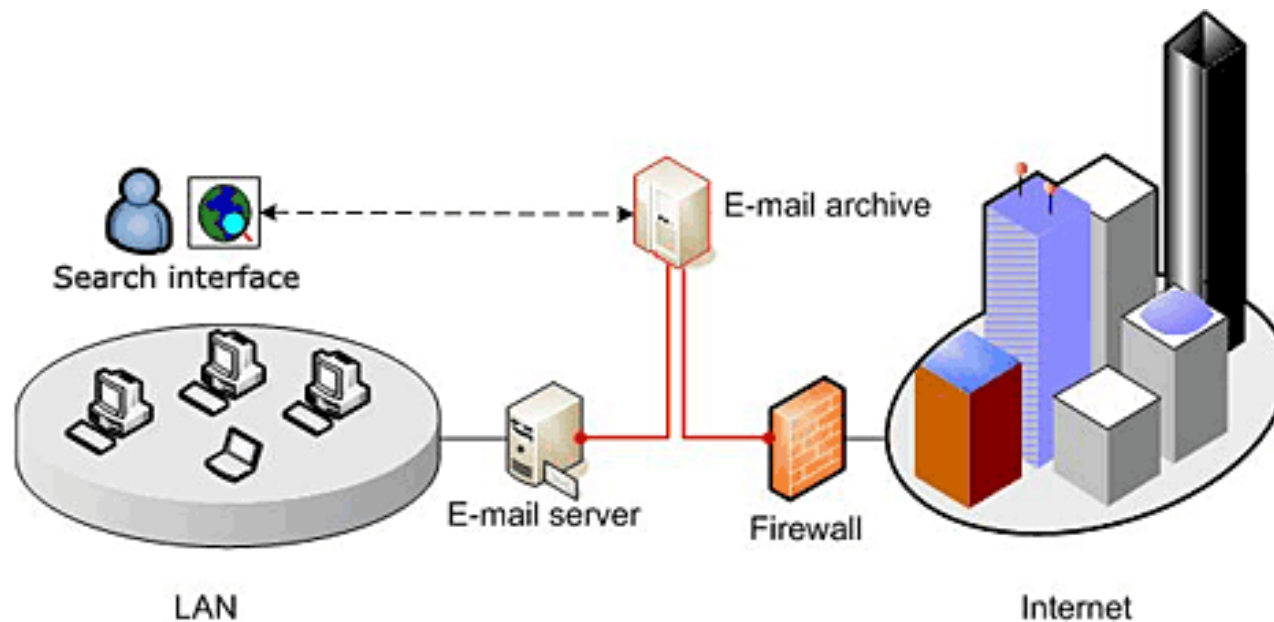 E-mail archive
Search interface
E-mail server
Firewall
LAN
Internet